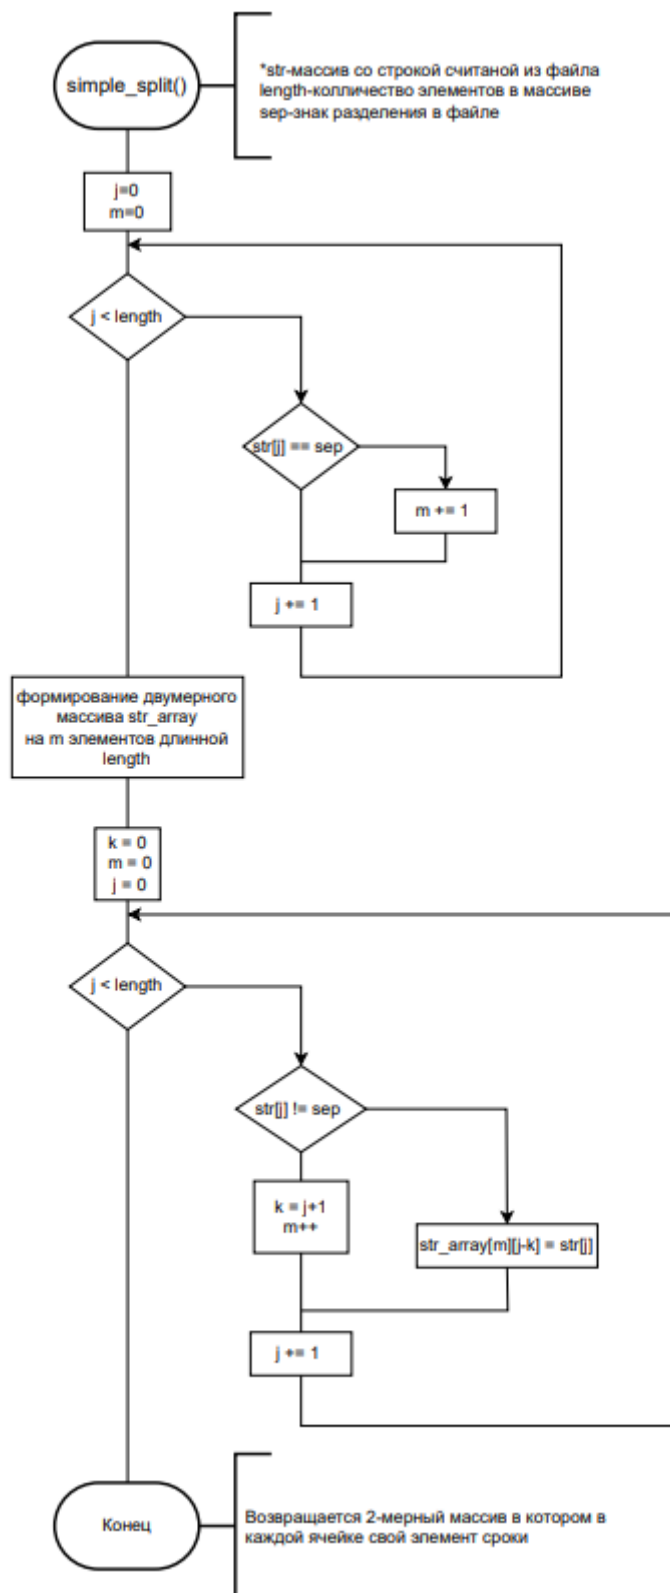 simple_split()
*str-массив со строкой считаной из файла
length-колличество элементов в массиве
sep-знак разделения в файле
j=0
m=0
j < length
str[j] == sep
m += 1
j += 1
формирование двумерного
массива str_array
на m элементов длинной
length
k = 0
m = 0
j = 0
j < length
str[j] != sep
k = j+1
m++
str_array[m][j-k] = str[j]
j += 1
Конец
Возвращается 2-мерный массив в котором в
каждой ячейке свой элемент сроки